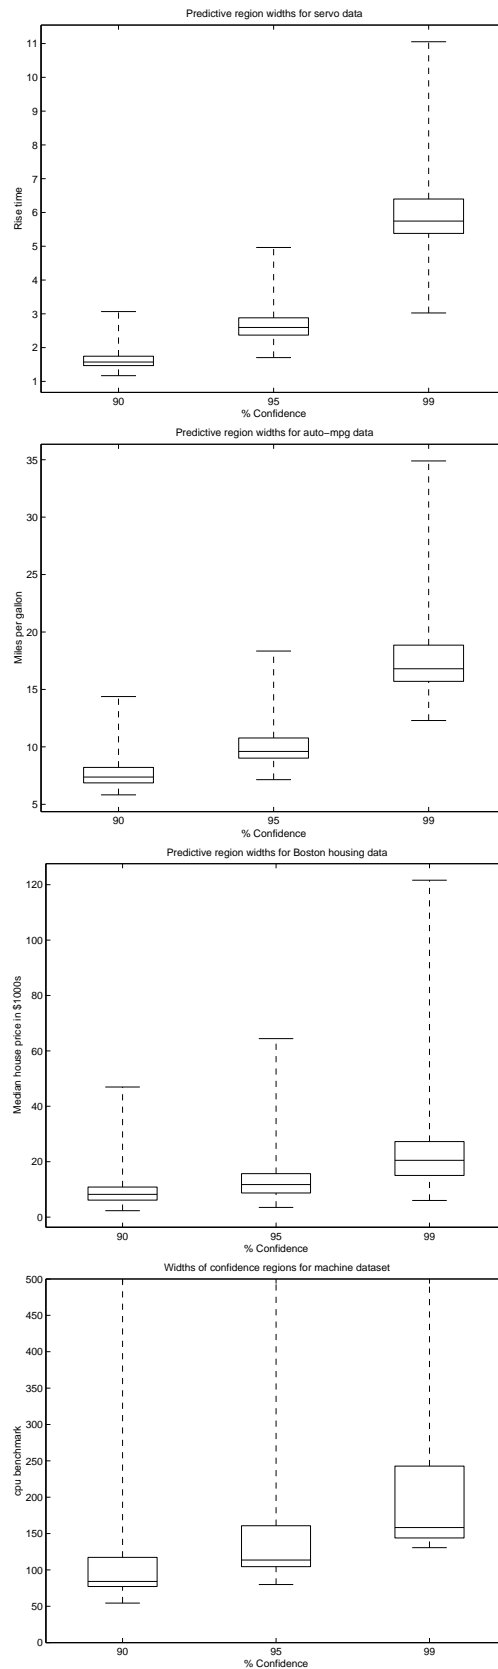 Predictive region widths for servo data
11
10
9
8
7
6
5
4
3
2
1
Rise time
90 95 99
% Confidence
Predictive region widths for auto−mpg data
35
30
25
20
15
10
5
Miles per gallon
90 95 99
% Confidence
Predictive region widths for Boston housing data
120
100
80
60
40
20
0
Median house price in $1000s
90 95 99
% Confidence
Widths of confidence regions for machine dataset
500
450
400
350
300
250
200
150
100
50
0
cpu benchmark
90 95 99
% Confidence